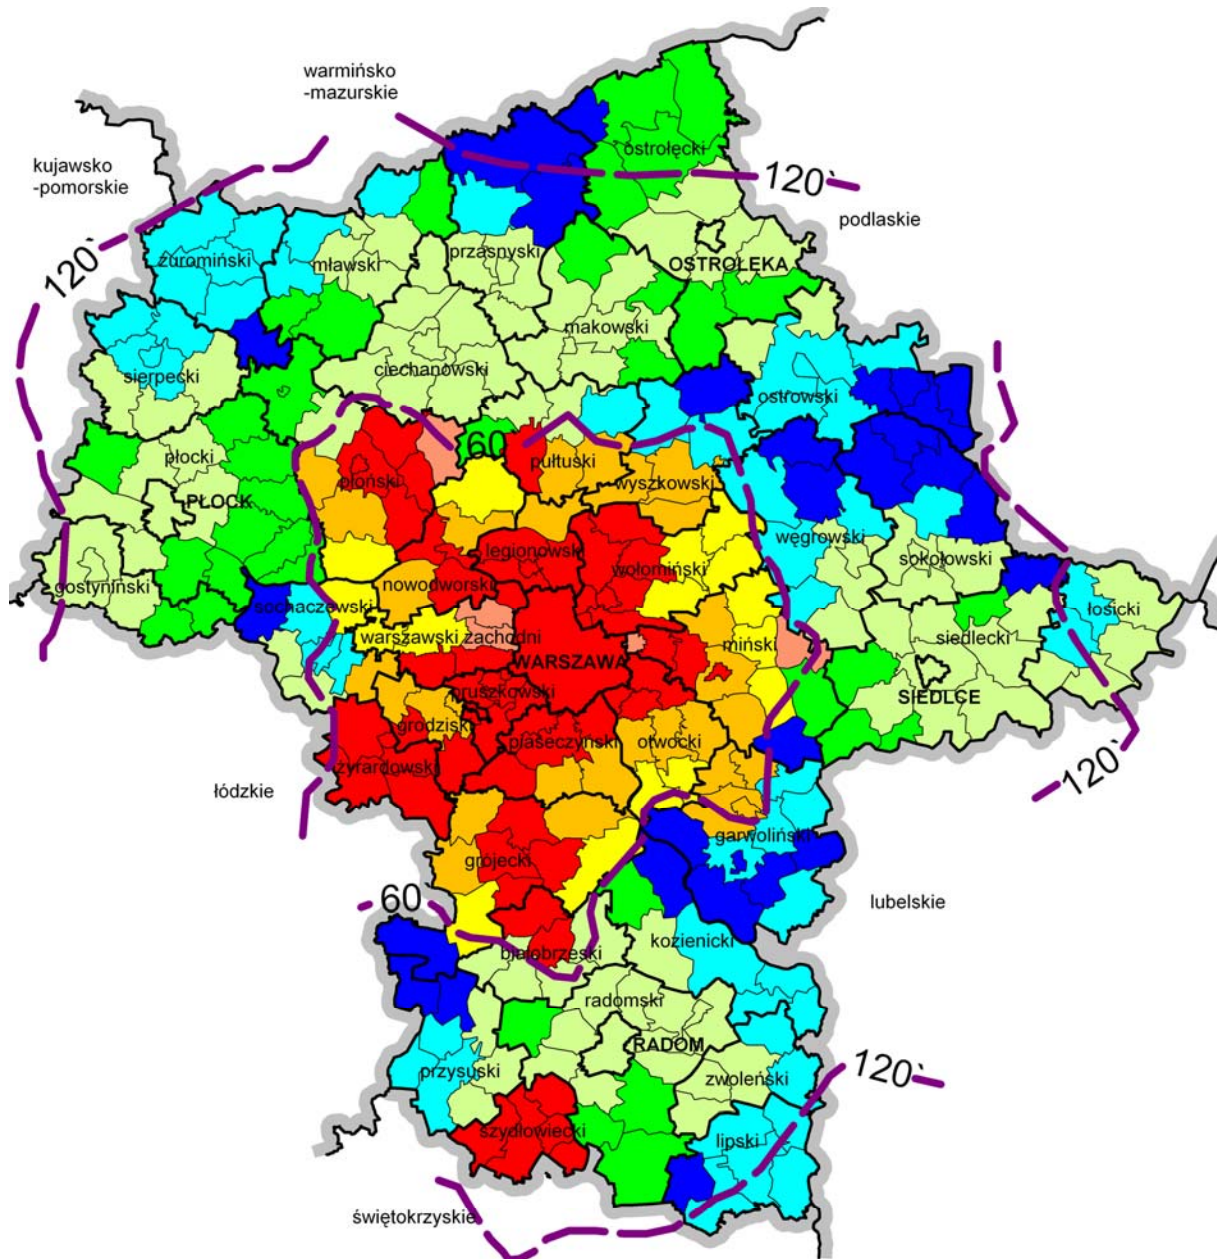 warmińsko
-mazurskie
kujawsko
-pomorskie
ostrołęcki
120`
podlaskie
120`
żuromiński
mławski
przasnyski
OSTROŁĘKA
makowski
sierpecki
ciechanowski
ostrowski
płocki
60`
pułtuski
płoński
wyszkowski
PŁOCK
legionowski
węgrowski
sokołowski
gostyniński
nowodworski
wołomiński
sochaczewski
łosicki
warszawski zachodni
miński
siedlecki
WARSZAWA
pruszkowski
SIEDLCE
grodziski
piaseczyński
otwocki
żyrardowski
120`
łódzkie
garwoliński
grójecki
60`
lubelskie
kozienicki
białobrzeski
radomski
RADOM
120`
przysuski
zwoleński
szydłowiecki
lipski
świętokrzyskie